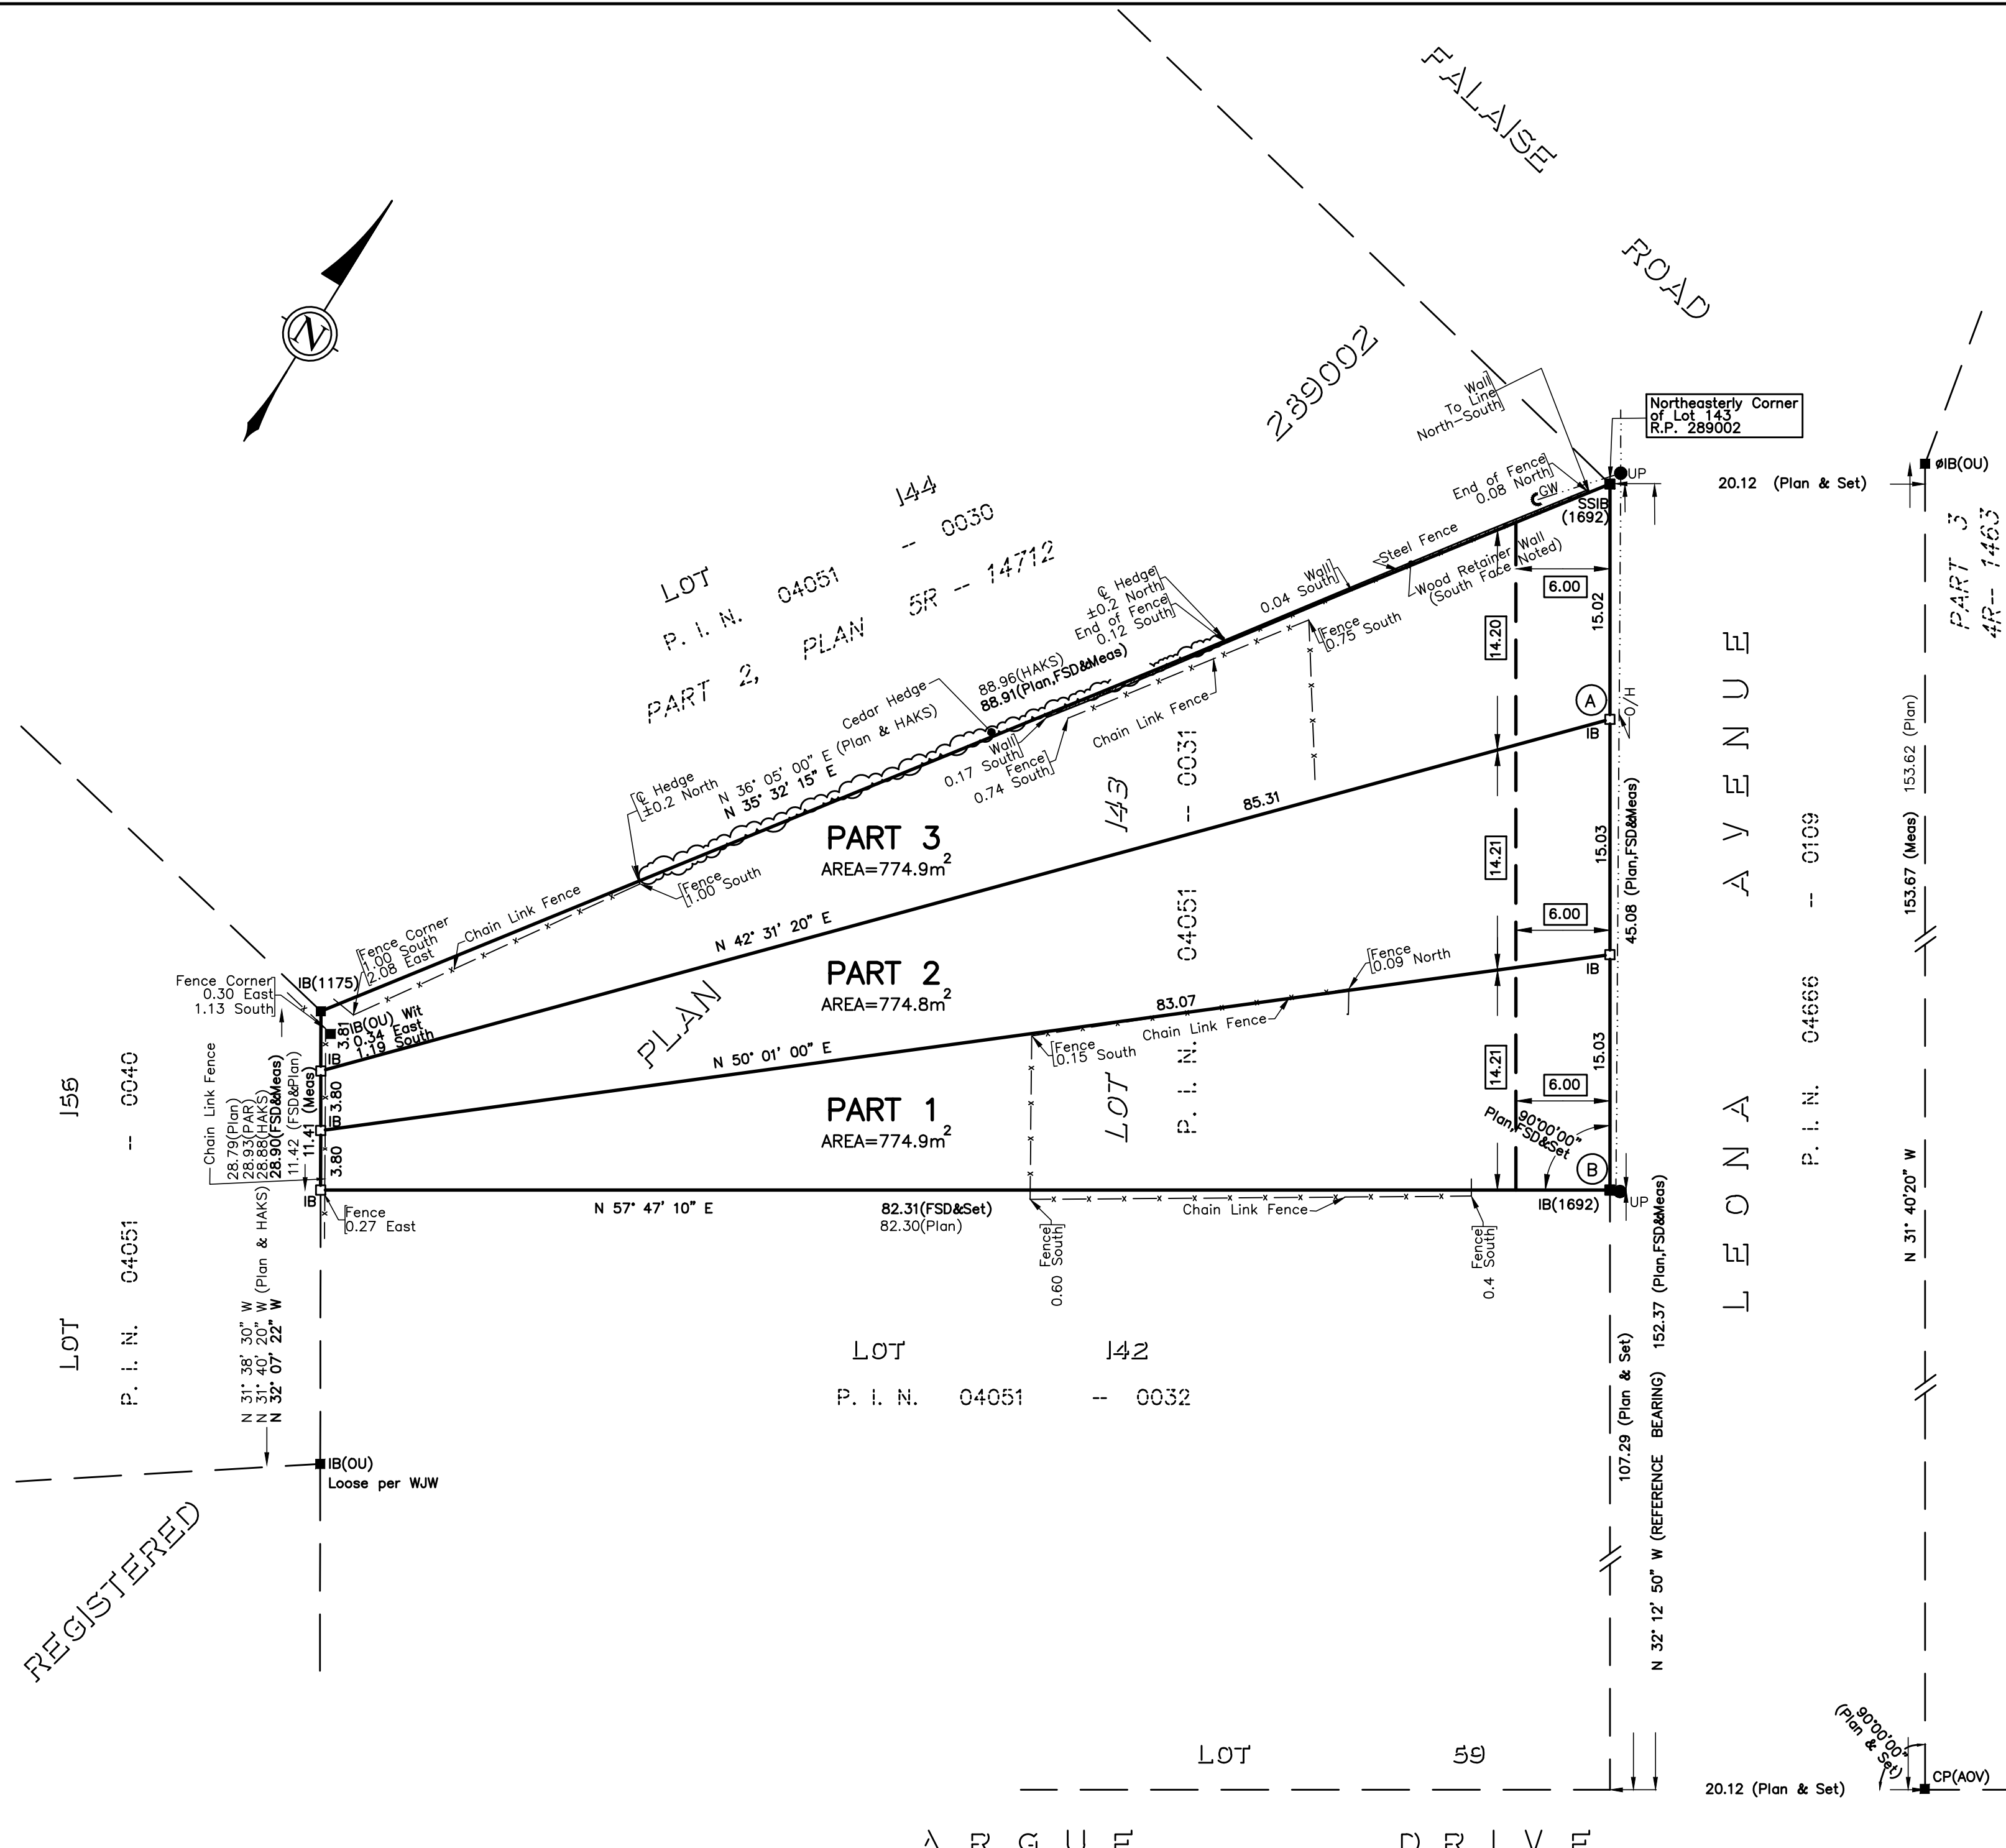 FALAISE
ROAD
289002
N
Wall
To Line
North-South
Northeasterly Corner
of Lot 143
R.P. 289002
UP
20.12 (Plan & Set)
øIB(OU)
PART 3
4R-- 1463
End of Fence
0.08 North
GW
SSIB
(1692)
LOT 144
P. I. N. 04051 -- 0030
PART 2, PLAN 5R -- 14712
Steel Fence
Wood Retainer Wall
(South Face Noted)
6.00
15.02
14.20
℄ Hedge
±0.2 North
End of Fence
0.12 South
Wall
0.04 South
Fence
0.75 South
88.96(HAKS)
88.91(Plan,FSD&Meas)
Cedar Hedge
N 36° 05' 00" E (Plan & HAKS)
N 35° 32' 15" E
℄ Hedge
±0.2 North
Wall
0.17 South
Fence
0.74 South
Chain Link Fence
A
IB
O/H
LOT 143
P. I. N. 04051 -- 0031
PART 3
AREA=774.9m2
85.31
N 42° 31' 20" E
Fence
1.00 South
Chain Link Fence
Fence Corner
1.00 South
2.08 East
Fence Corner
0.30 East
1.13 South
IB(1175)
IB(OU) Wit
0.34 East
1.19 South
3.81
IB
3.80
IB
3.80
IB
14.21
6.00
15.03
45.08 (Plan,FSD&Meas)
IB
LEONA AVENUE
P. I. N. 04666 -- 0109
153.67 (Meas) 153.62 (Plan)
N 31° 40'20" W
PART 2
AREA=774.8m2
PLAN
83.07
N 50° 01' 00" E
Fence
0.09 North
Chain Link Fence
Fence
0.15 South
PART 1
AREA=774.9m2
14.21
6.00
15.03
90°00'00"
Plan,FSD&Set
B
IB(1692)
UP
LOT 156
P. I. N. 04051 -- 0040
Chain Link Fence
28.79(Plan)
28.93(PAR)
28.88(HAKS)
28.90(FSD&Meas)
11.42 (FSD&Plan)
11.41 (Meas)
N 31° 38' 30" W
N 31° 40' 20" W (Plan & HAKS)
N 32° 07' 22" W
Fence
0.27 East
N 57° 47' 10" E
82.31(FSD&Set)
82.30(Plan)
Fence
0.60 South
Chain Link Fence
Fence
0.4 South
LOT 142
P. I. N. 04051 -- 0032
107.29 (Plan & Set)
N 32° 12' 50" W (REFERENCE BEARING) 152.37 (Plan,FSD&Meas)
IB(OU)
Loose per WJW
REGISTERED
LOT 59
20.12 (Plan & Set)
90°00'00"
(Plan & Set)
CP(AOV)
ARGUE DRIVE